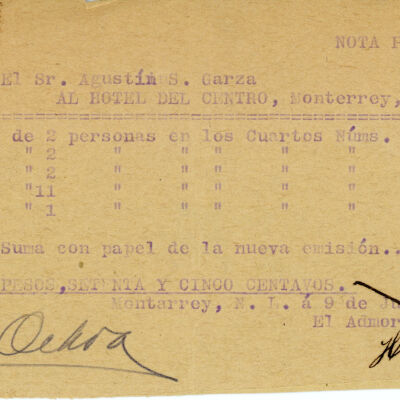 NOTA
El Sr. Agustín S. Garza
AL HOTEL DEL CENTRO, Monterrey,
de 2 personas en los Cuartos Núms.
" 2 " " " "
" 2 " " " "
"11 " " " "
" 1 " " " "
Suma con papel de la nueva emisión..
PESOS,SETENTA Y CINCO CENTAVOS.
Montarrey, N. L. á 9 de
El Admor
Ochoa